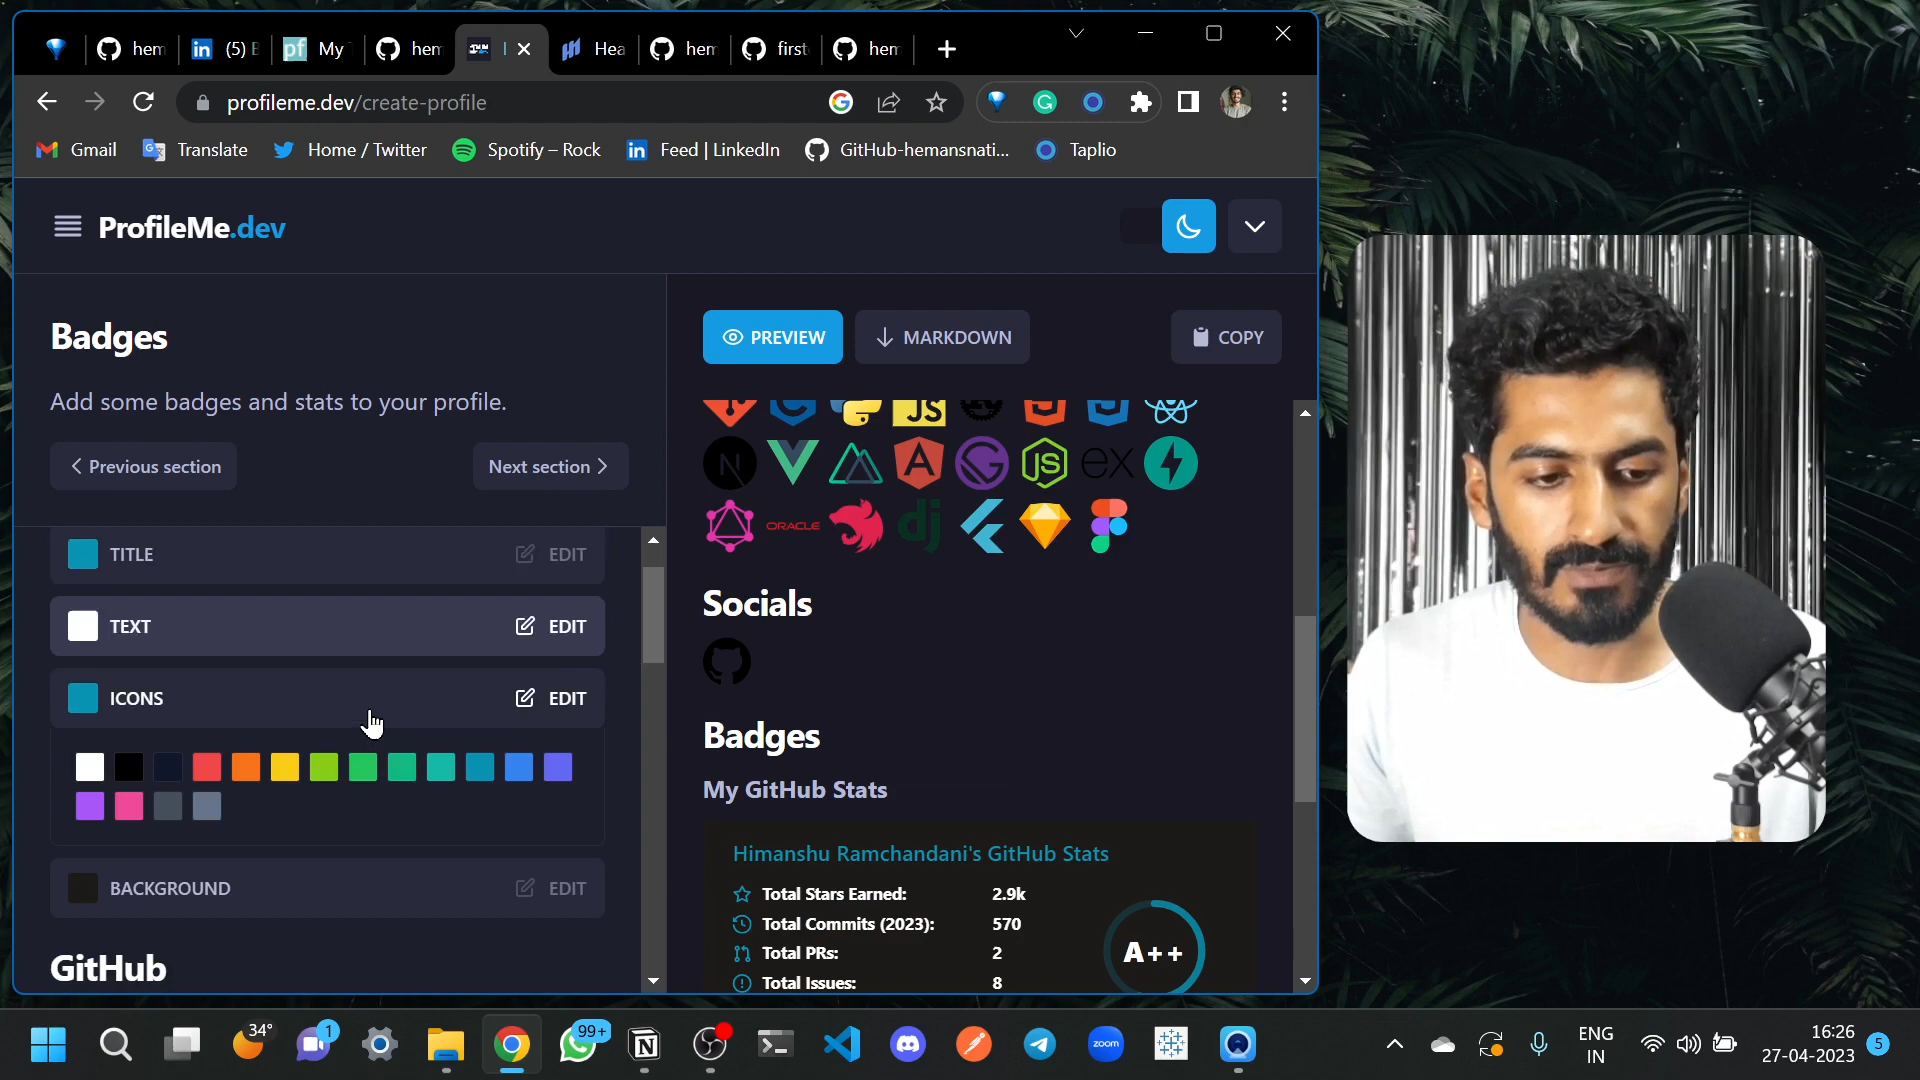 hem
(5)
My
hem
Hea
hem
first
hem
profileme.dev/create-profile
Gmail
Translate
Home / Twitter
Spotify – Rock
Feed | LinkedIn
GitHub-hemansnati...
Taplio
ProfileMe.dev
Badges
Add some badges and stats to your profile.
Previous section
Next section
TITLE
EDIT
TEXT
EDIT
ICONS
EDIT
BACKGROUND
EDIT
GitHub
PREVIEW
MARKDOWN
COPY
JS
N
JS
ex
ORACLE
dj
Socials
Badges
My GitHub Stats
Himanshu Ramchandani's GitHub Stats
Total Stars Earned: 2.9k
Total Commits (2023): 570
Total PRs: 2
Total Issues: 8
A++
34°
1
99+
zoom
ENG
IN
16:26
27-04-2023
5